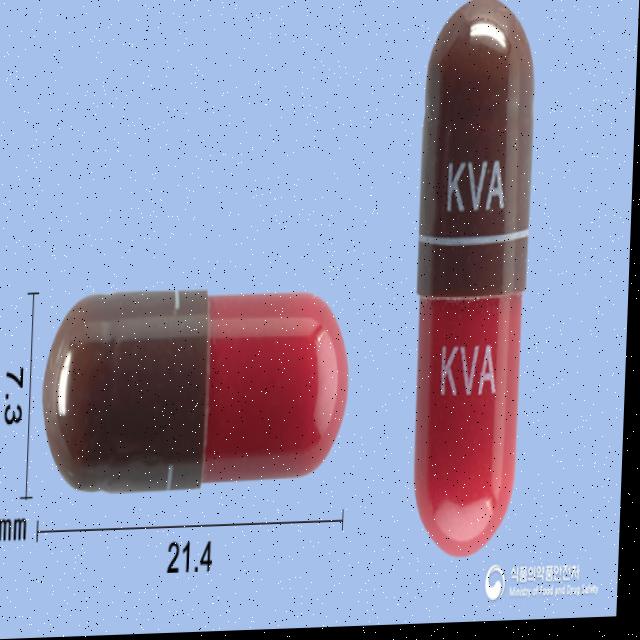 KVA
KVA
7.3
mm
21.4
식품의약품안전처
Ministry of Food and Drug Safety